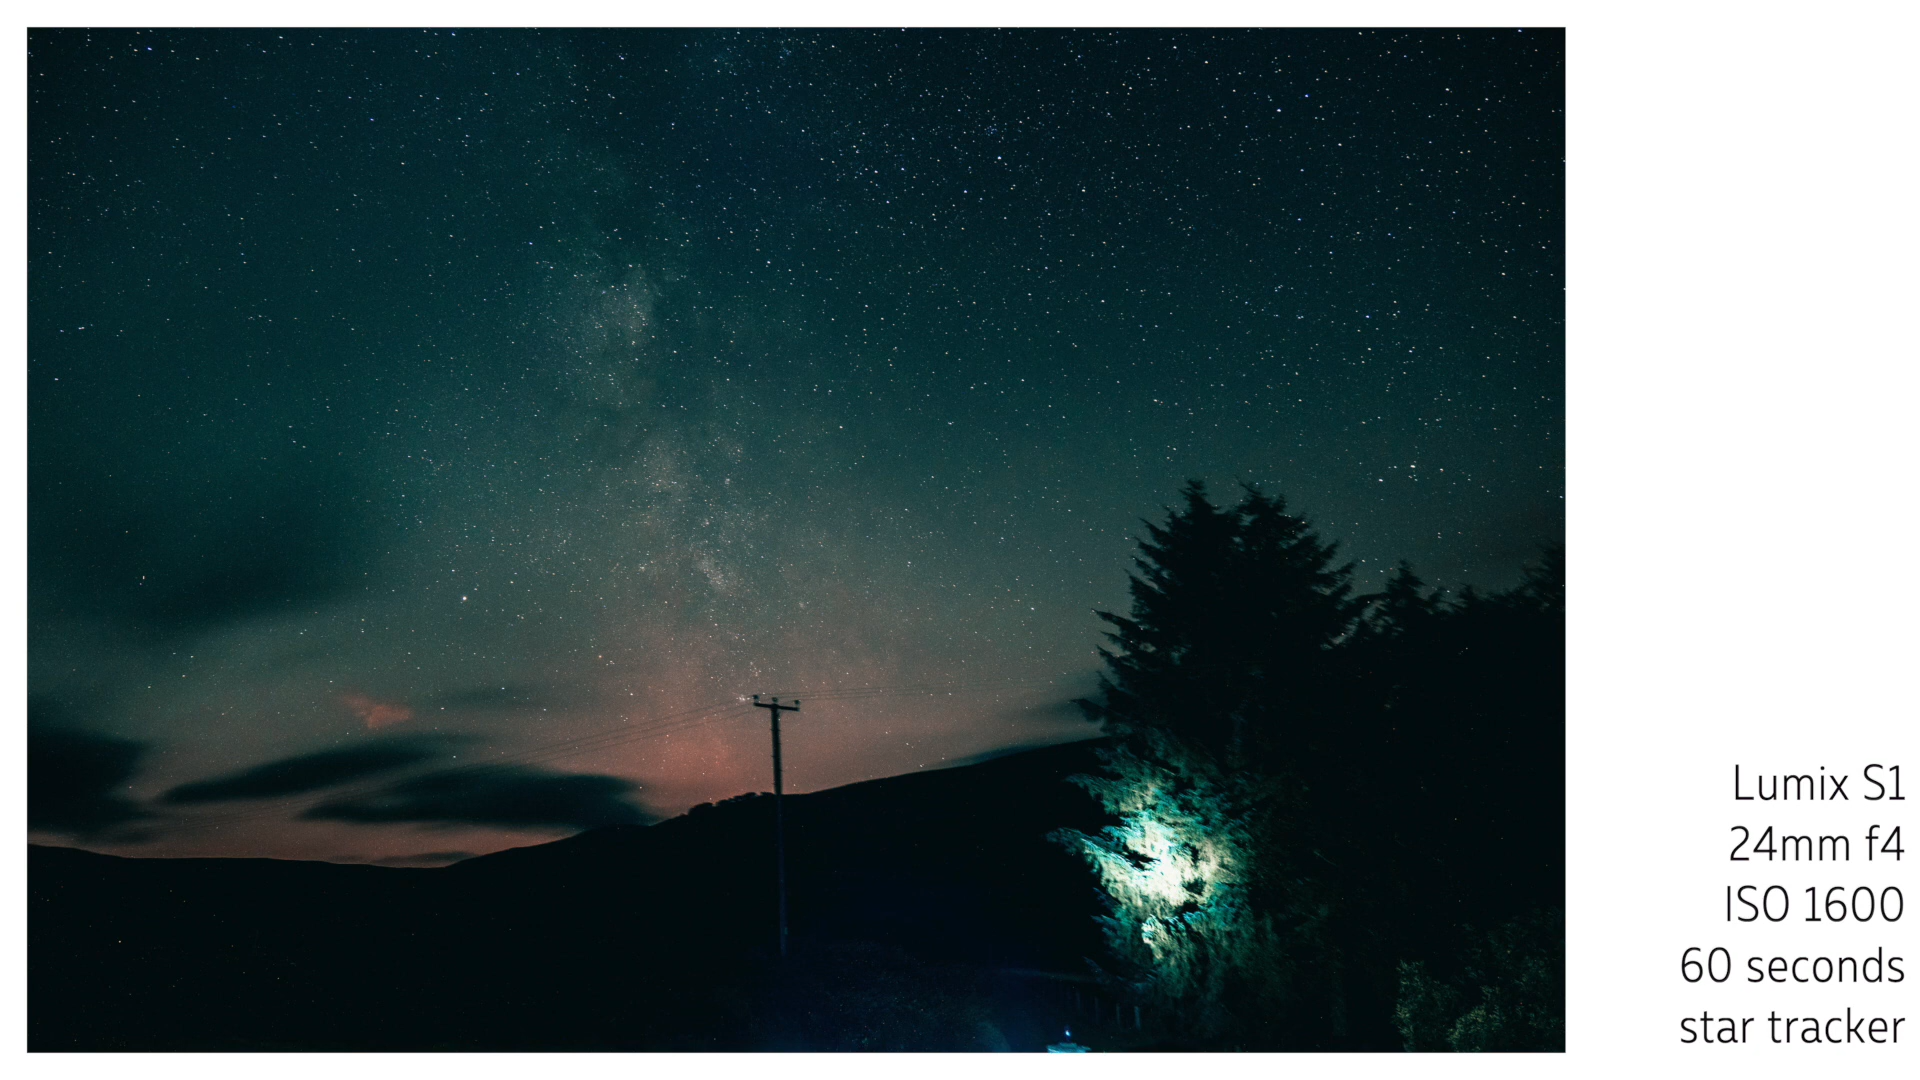 Lumix S1
24mm f4
ISO 1600
60 seconds
star tracker